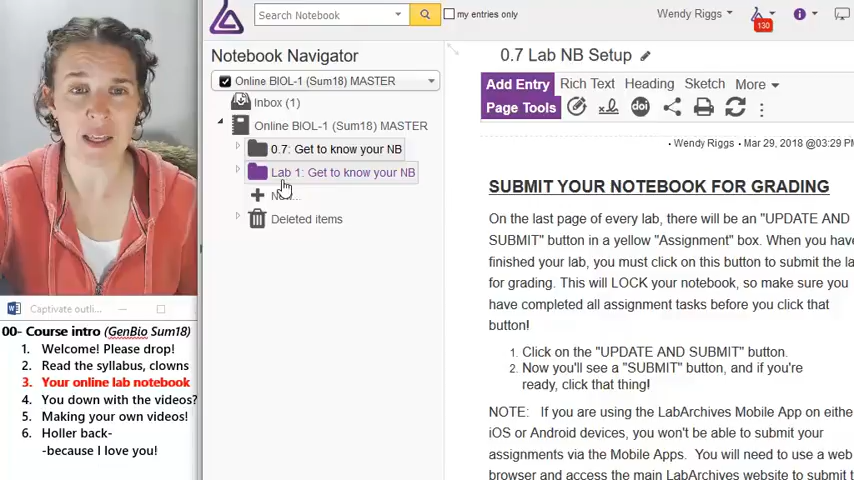 Search Notebook
my entries only
Wendy Riggs
130
Notebook Navigator
Online BIOL-1 (Sum18) MASTER
Inbox (1)
Online BIOL-1 (Sum18) MASTER
0.7: Get to know your NB
Lab 1: Get to know your NB
Deleted items
0.7 Lab NB Setup
Add Entry Rich Text Heading Sketch More
Page Tools doi
• Wendy Riggs • Mar 29, 2018 @03:29 P
SUBMIT YOUR NOTEBOOK FOR GRADING
On the last page of every lab, there will be an "UPDATE AND
SUBMIT" button in a yellow "Assignment" box. When you have
finished your lab, you must click on this button to submit the la
for grading. This will LOCK your notebook, so make sure you
have completed all assignment tasks before you click that
button!
1. Click on the "UPDATE AND SUBMIT" button.
2. Now you'll see a "SUBMIT" button, and if you're
ready, click that thing!
NOTE: If you are using the LabArchives Mobile App on eithe
iOS or Android devices, you won't be able to submit your
assignments via the Mobile Apps. You will need to use a web
browser and access the main LabArchives website to submit t
Captivate outli...
00- Course intro (GenBio Sum18)
1. Welcome! Please drop!
2. Read the syllabus, clowns
3. Your online lab notebook
4. You down with the videos?
5. Making your own videos!
6. Holler back-
-because I love you!